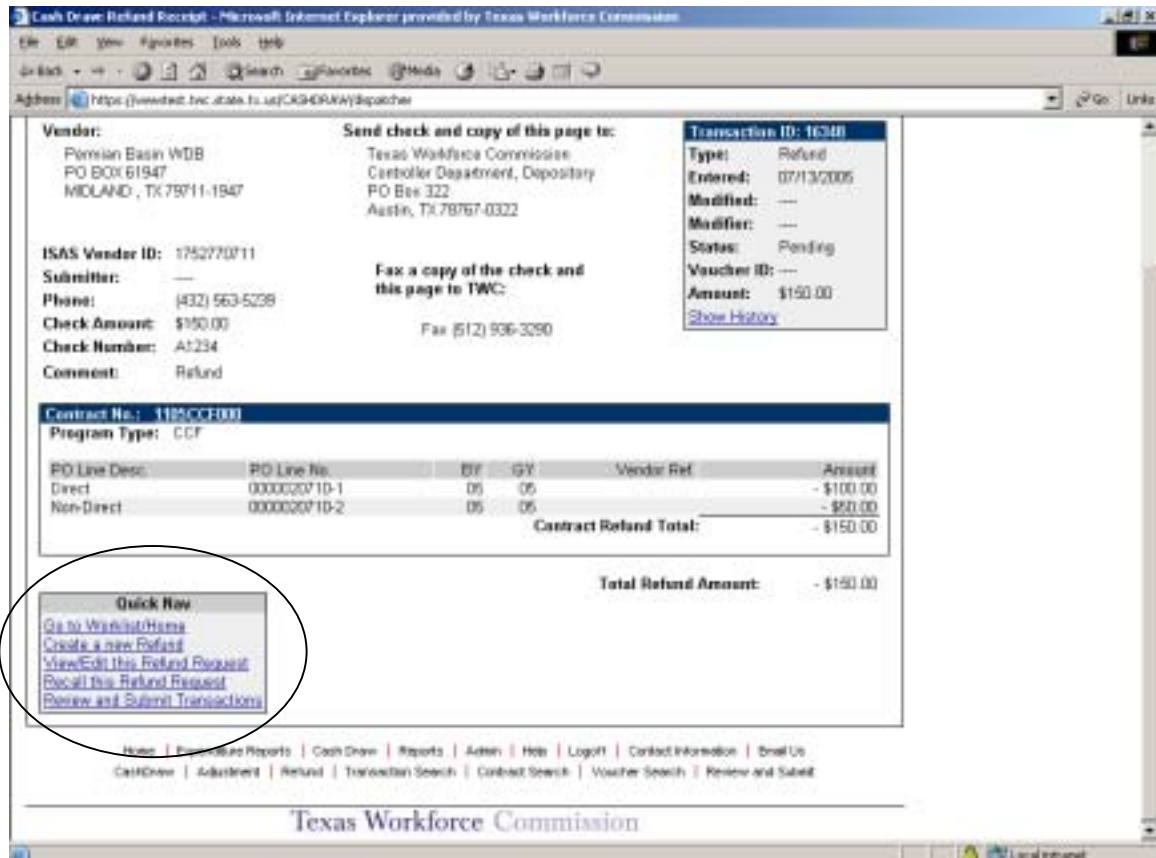 Cash Draw Refund Receipt - Microsoft Internet Explorer provided by Texas Workforce Commission
File Edit View Favorites Tools Help
Back Search Favorites Media
Address https://viewtest.twc.state.tx.us/CASHDRAW/dispatcher Go Links
Vendor:
Permian Basin WDB
PO BOX 61947
MIDLAND , TX 79711-1947
Send check and copy of this page to:
Texas Workforce Commission
Controller Department, Depository
PO Box 322
Austin, TX 78767-0322
Transaction ID: 16348
Type: Refund
Entered: 07/13/2005
Modified: ---
Modifier: ---
Status: Pending
Voucher ID: ---
Amount: $150.00
Show History
ISAS Vendor ID: 1752770711
Submitter: ---
Phone: (432) 563-5239
Check Amount: $150.00
Check Number: A1234
Comment: Refund
Fax a copy of the check and
this page to TWC:
Fax (512) 936-3290
Contract No.: 1105CCF000
Program Type: CCF
PO Line Desc. PO Line No. BY GY Vendor Ref. Amount
Direct 0000020710-1 05 05 - $100.00
Non-Direct 0000020710-2 05 05 - $50.00
Contract Refund Total: - $150.00
Total Refund Amount: - $150.00
Quick Nav
Go to Worklist/Home
Create a new Refund
View/Edit this Refund Request
Recall this Refund Request
Review and Submit Transactions
Home | Expenditure Reports | Cash Draw | Reports | Admin | Help | Logoff | Contact Information | Email Us
CashDraw | Adjustment | Refund | Transaction Search | Contract Search | Voucher Search | Review and Submit
Texas Workforce Commission
Local intranet